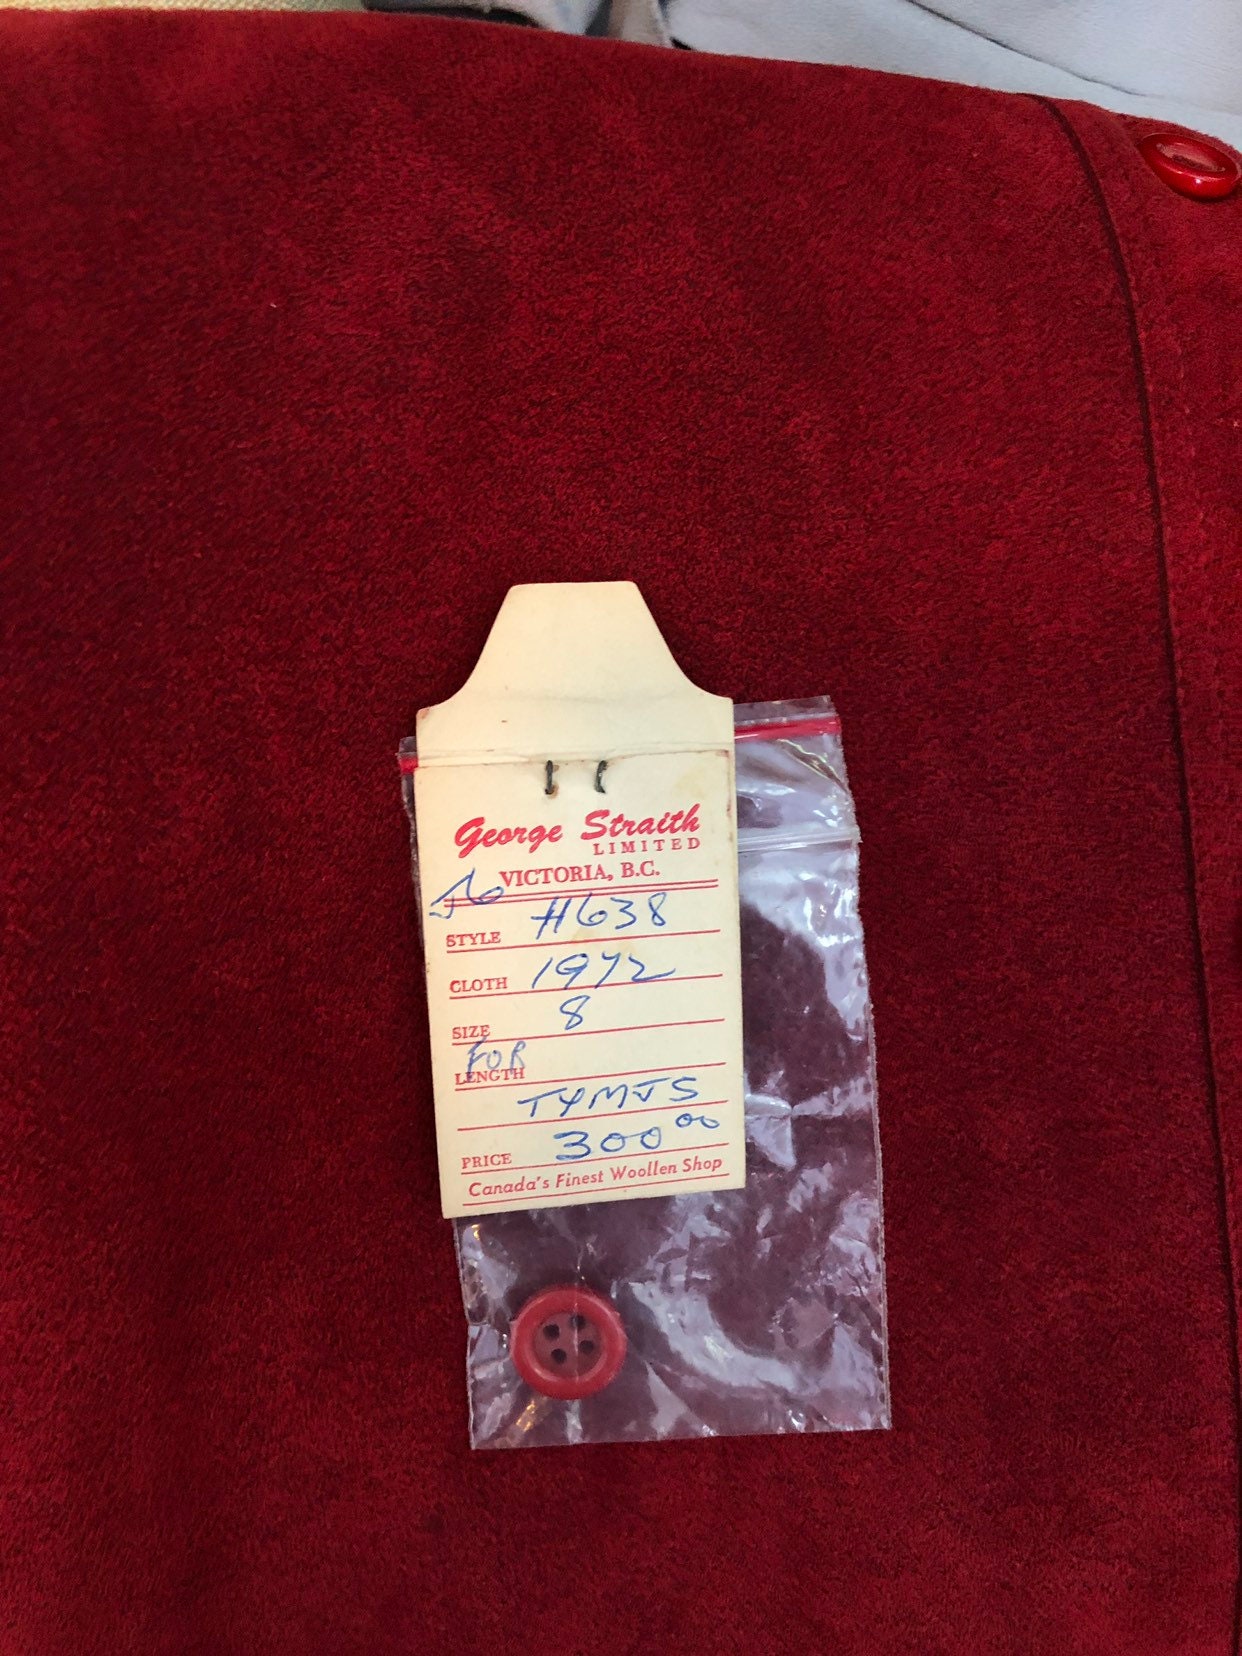 George Straith
LIMITED
VICTORIA, B.C.
STYLE H638
CLOTH 1972
SIZE 8
FOR
LENGTH
TYMJS
PRICE 300 00
Canada's Finest Woollen Shop